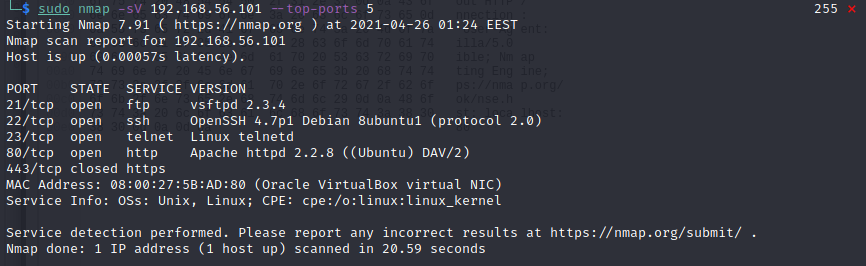 └─$ sudo nmap -sV 192.168.56.101 --top-ports 5 255 ⨯
Starting Nmap 7.91 ( https://nmap.org ) at 2021-04-26 01:24 EEST
Nmap scan report for 192.168.56.101
Host is up (0.00057s latency).
PORT STATE SERVICE VERSION
21/tcp open ftp vsftpd 2.3.4
22/tcp open ssh OpenSSH 4.7p1 Debian 8ubuntu1 (protocol 2.0)
23/tcp open telnet Linux telnetd
80/tcp open http Apache httpd 2.2.8 ((Ubuntu) DAV/2)
443/tcp closed https
MAC Address: 08:00:27:5B:AD:80 (Oracle VirtualBox virtual NIC)
Service Info: OSs: Unix, Linux; CPE: cpe:/o:linux:linux_kernel
Service detection performed. Please report any incorrect results at https://nmap.org/submit/ .
Nmap done: 1 IP address (1 host up) scanned in 20.59 seconds